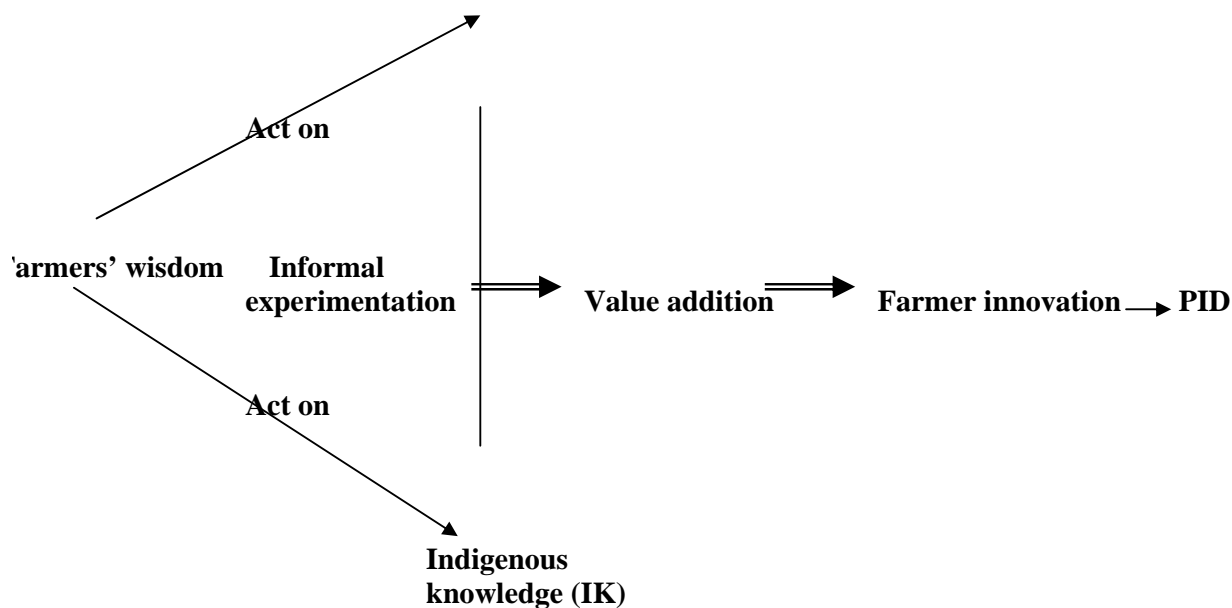 Act on
armers’ wisdom
Informal
experimentation
Value addition
Farmer innovation
PID
Act on
Indigenous
knowledge (IK)